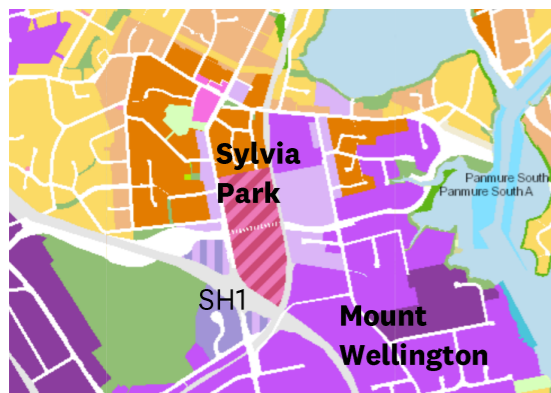 Sylvia
Park
Panmure South
Panmure South A
SH1
Mount
Wellington